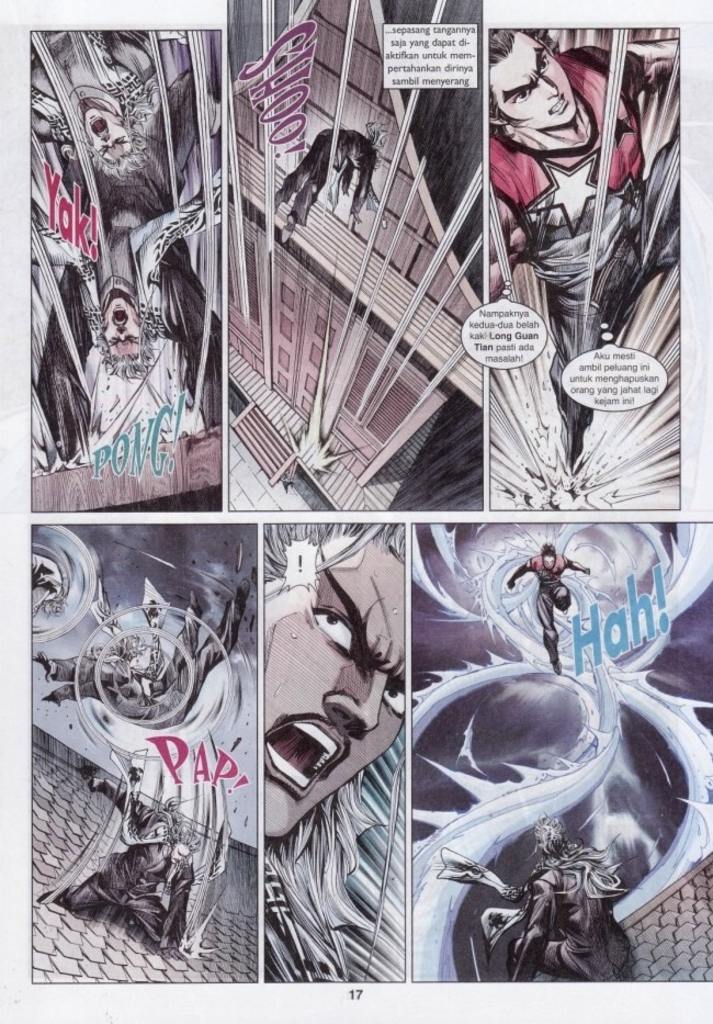 Yak!
PONG!
SHOO!
...sepasang tangannya
saja yang dapat di-
aktifkan untuk mem-
pertahankan dirinya
sambil menyerang
Nampaknya
kedua-dua belah
kaki Long Guan
Tian pasti ada
masalah!
Aku mesti
ambil peluang ini
untuk menghapuskan
orang yang jahat lagi
kejam ini!
PAP!
!
Hah!
17